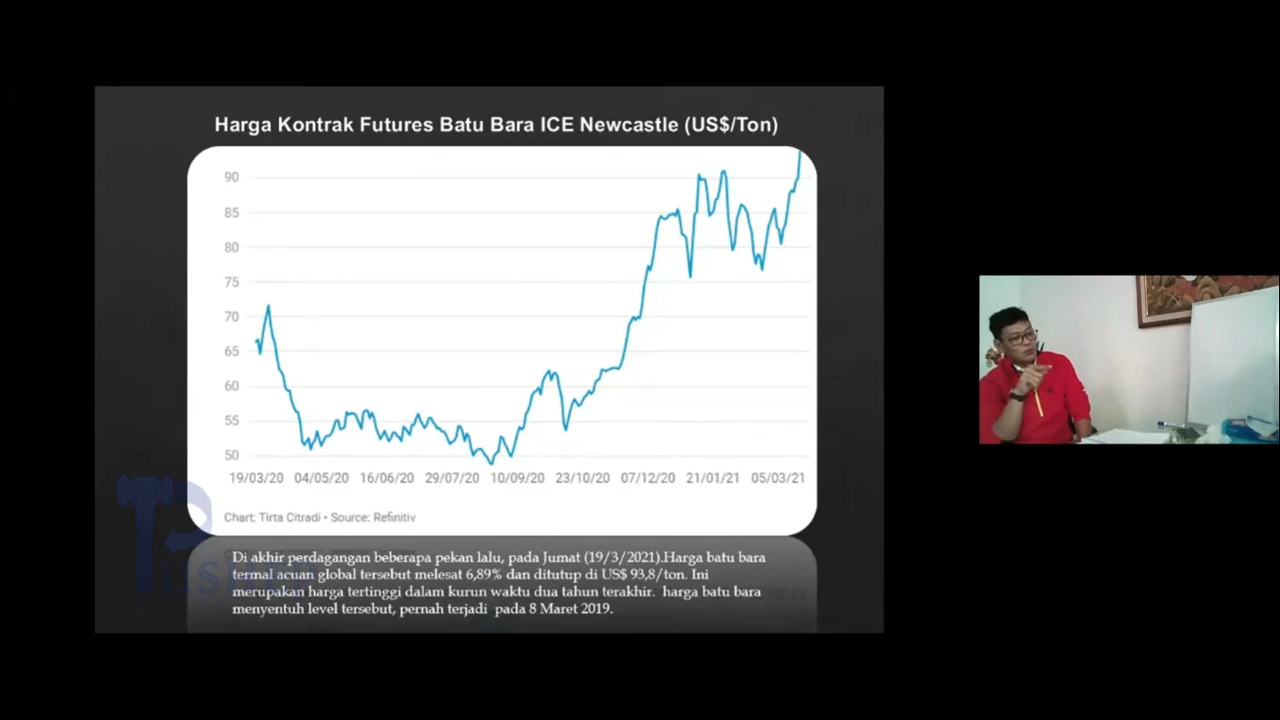 Harga Kontrak Futures Batu Bara ICE Newcastle (US$/Ton)
90
85
80
75
70
65
60
55
50
19/03/20 04/05/20 16/06/20 29/07/20 10/09/20 23/10/20 07/12/20 21/01/21 05/03/21
Chart: Tirta Citradi • Source: Refinitiv
Di akhir perdagangan beberapa pekan lalu, pada Jumat (19/3/2021).Harga batu bara
termal acuan global tersebut melesat 6,89% dan ditutup di US$ 93,8/ton. Ini
merupakan harga tertinggi dalam kurun waktu dua tahun terakhir. harga batu bara
menyentuh level tersebut, pernah terjadi pada 8 Maret 2019.